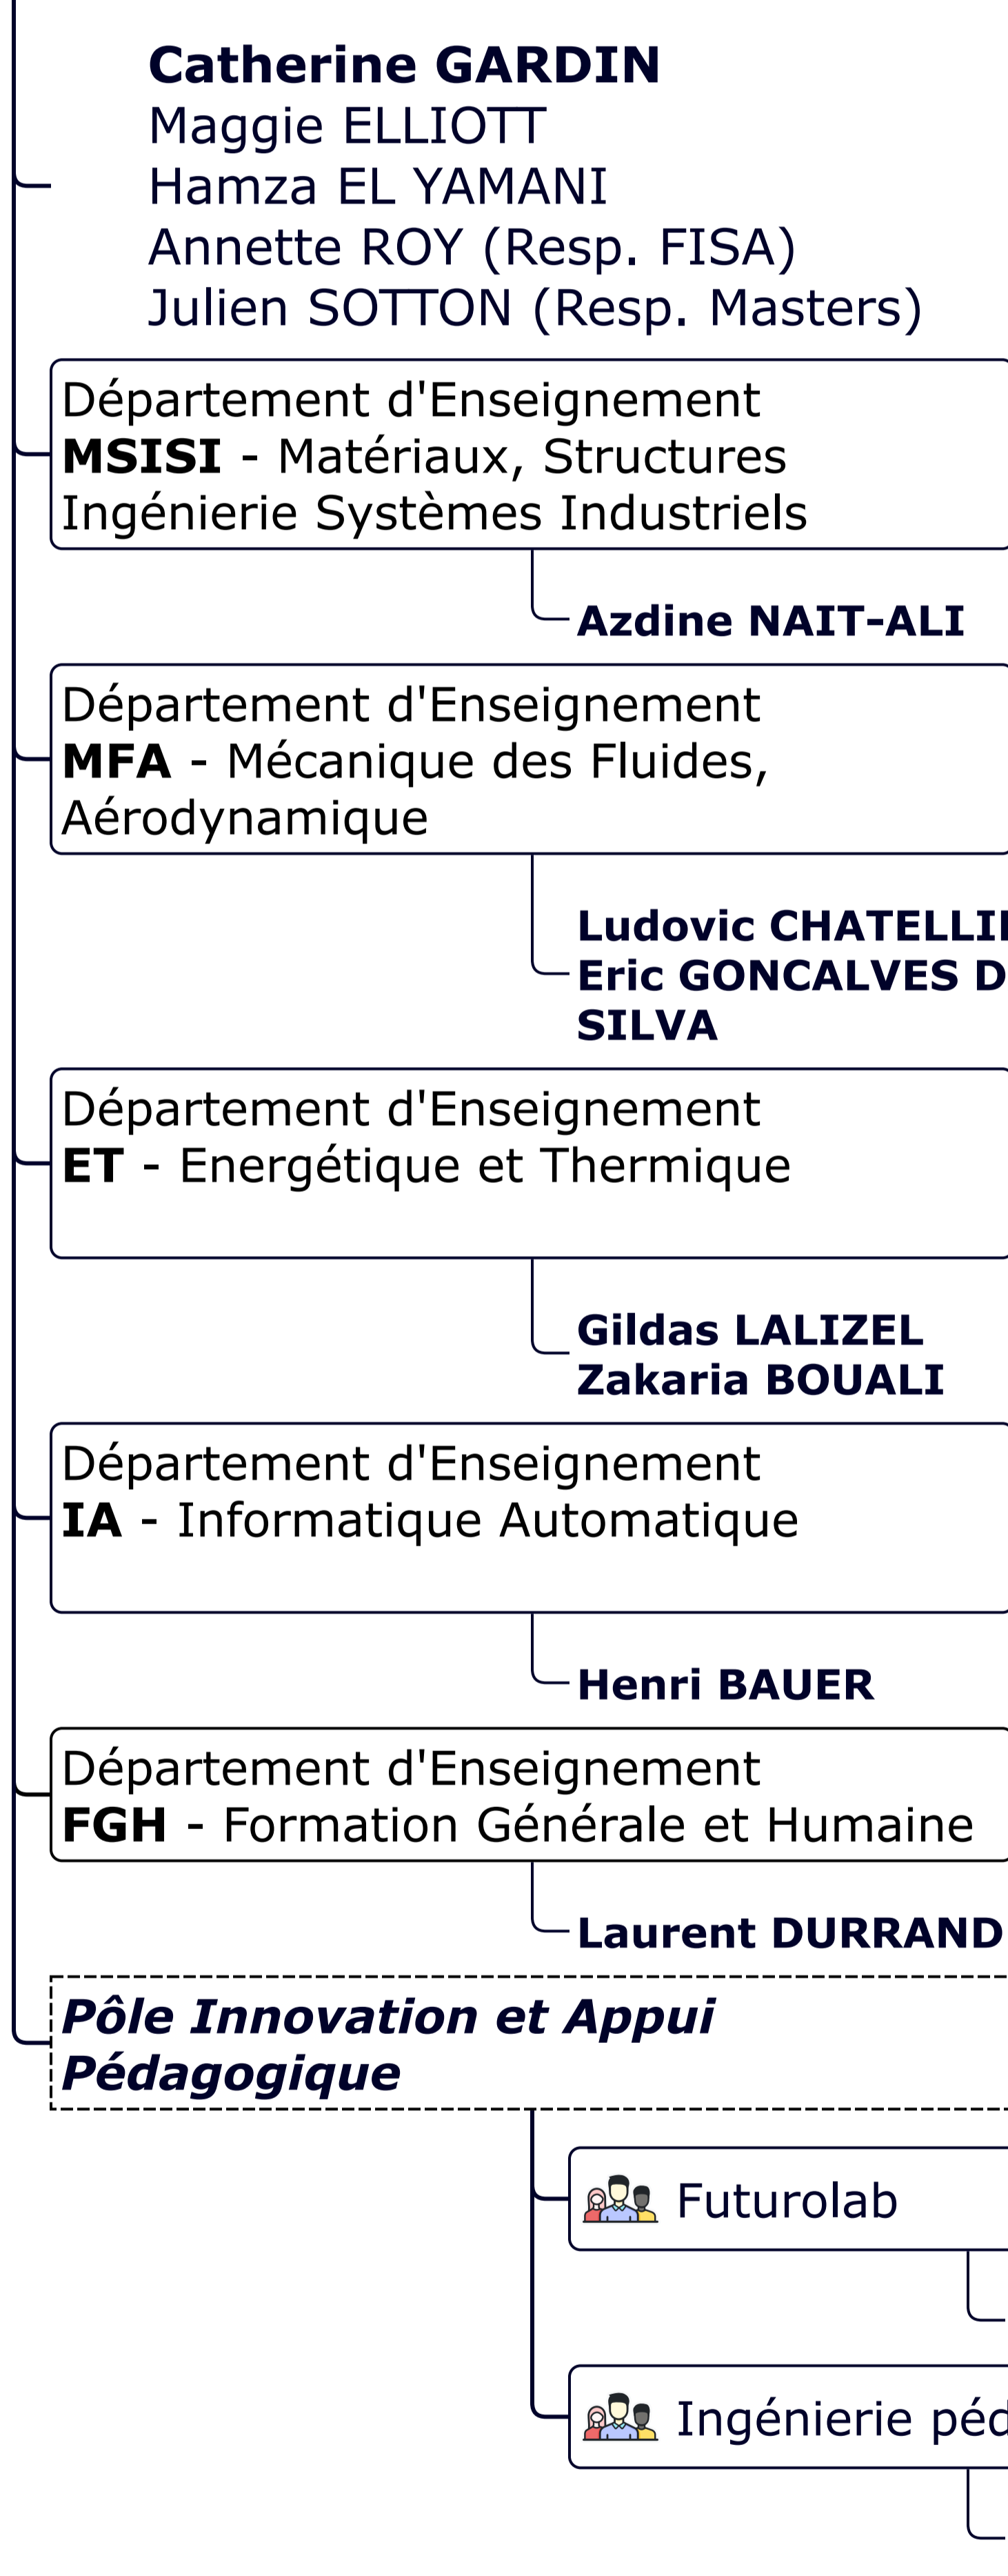 Catherine GARDIN
Maggie ELLIOTT
Hamza EL YAMANI
Annette ROY (Resp. FISA)
Julien SOTTON (Resp. Masters)
Département d'Enseignement
MSISI - Matériaux, Structures
Ingénierie Systèmes Industriels
Azdine NAIT-ALI
Département d'Enseignement
MFA - Mécanique des Fluides,
Aérodynamique
Ludovic
Eric GONCALVES
SILVA
Département d'Enseignement
ET - Energétique et Thermique
Gildas LALIZEL
Zakaria BOUALI
Département d'Enseignement
IA - Informatique Automatique
Henri BAUER
Département d'Enseignement
FGH - Formation Générale et Humaine
Laurent DURRAND
Pôle Innovation et Appui
Pédagogique
Futurolab
Ingénierie